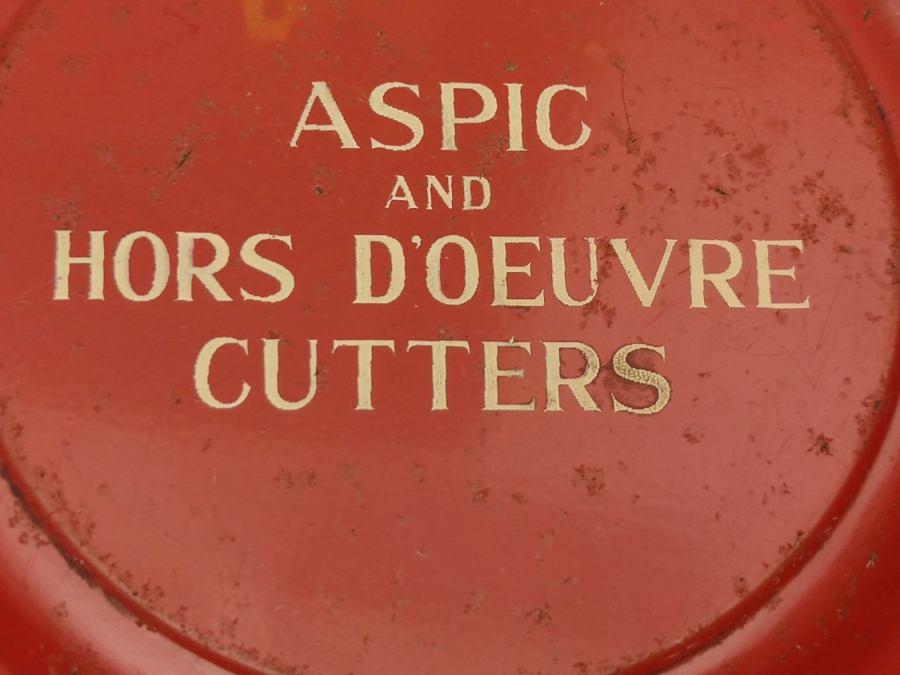 ASPIC
AND
HORS D'OEUVRE
CUTTERS